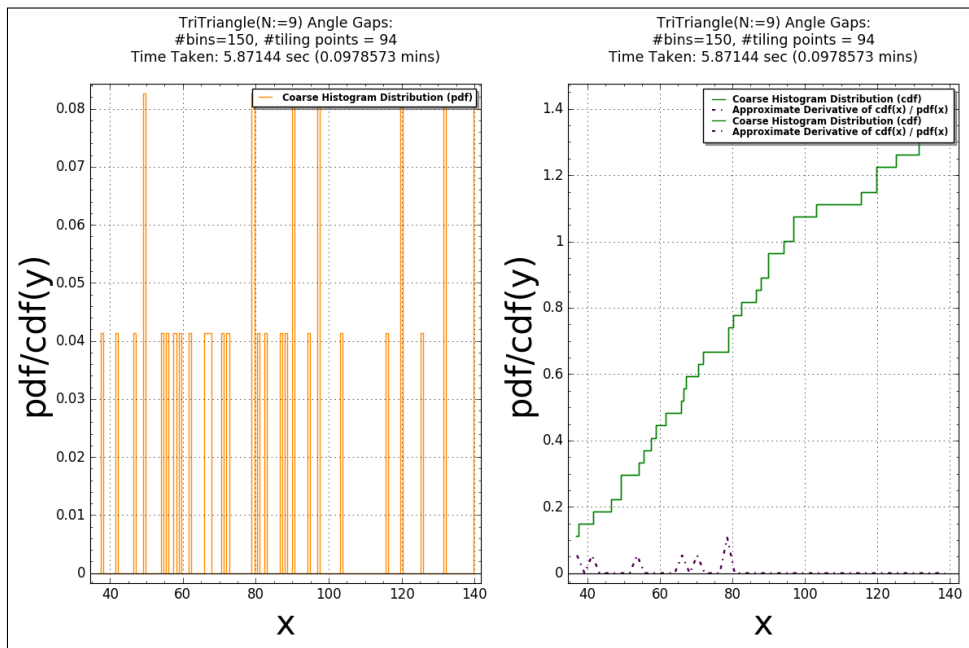 TriTriangle(N:=9) Angle Gaps:
#bins=150, #tiling points = 94
Time Taken: 5.87144 sec (0.0978573 mins)
Coarse Histogram Distribution (pdf)
0.08
0.07
0.06
0.05
0.04
0.03
0.02
0.01
0
pdf/cdf(y)
40
60
80
100
120
140
x
TriTriangle(N:=9) Angle Gaps:
#bins=150, #tiling points = 94
Time Taken: 5.87144 sec (0.0978573 mins)
Coarse Histogram Distribution (cdf)
Approximate Derivative of cdf(x) / pdf(x)
Coarse Histogram Distribution (cdf)
Approximate Derivative of cdf(x) / pdf(x)
1.4
1.2
1
0.8
0.6
0.4
0.2
0
pdf/cdf(y)
40
60
80
100
120
140
x